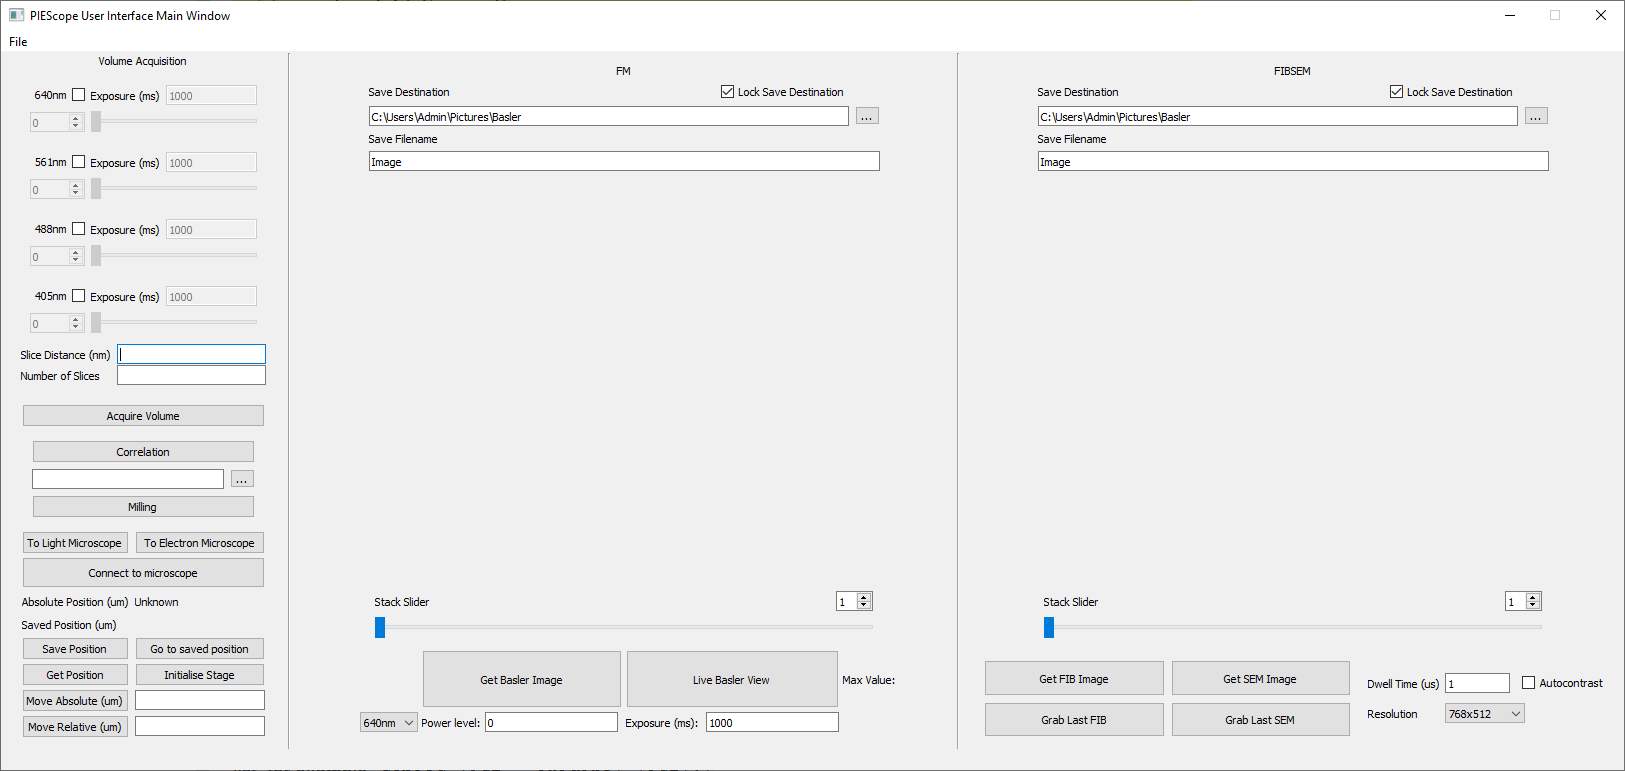 PIEScope User Interface Main Window
File
Volume Acquisition
640nm Exposure (ms) 1000
0
561nm Exposure (ms) 1000
0
488nm Exposure (ms) 1000
0
405nm Exposure (ms) 1000
0
Slice Distance (nm)
Number of Slices
Acquire Volume
Correlation
...
Milling
To Light Microscope To Electron Microscope
Connect to microscope
Absolute Position (um) Unknown
Saved Position (um)
Save Position Go to saved position
Get Position Initialise Stage
Move Absolute (um)
Move Relative (um)
FM
Save Destination Lock Save Destination
C:\Users\Admin\Pictures\Basler ...
Save Filename
Image
Stack Slider 1
Get Basler Image Live Basler View Max Value:
640nm Power level: 0 Exposure (ms): 1000
FIBSEM
Save Destination Lock Save Destination
C:\Users\Admin\Pictures\Basler ...
Save Filename
Image
Stack Slider 1
Get FIB Image Get SEM Image Dwell Time (us) 1 Autocontrast
Grab Last FIB Grab Last SEM Resolution 768x512